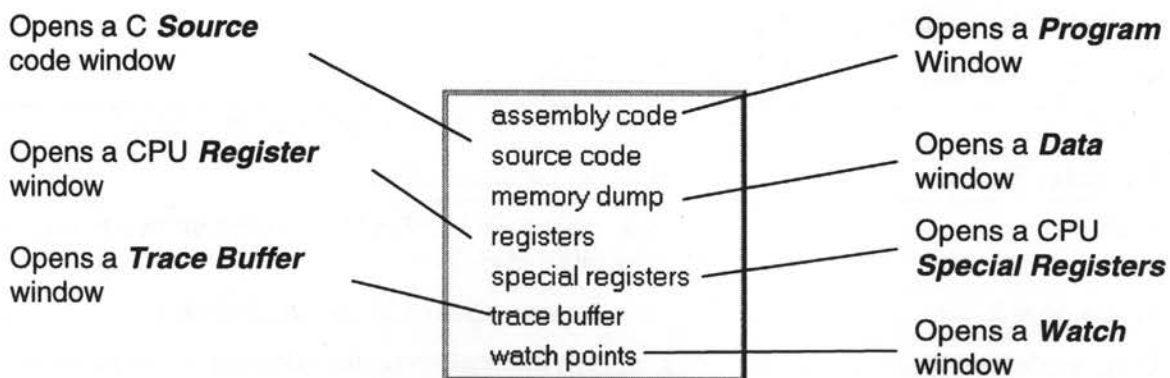 Opens a C Source
code window
Opens a CPU Register
window
Opens a Trace Buffer
window
assembly code
source code
memory dump
registers
special registers
trace buffer
watch points
Opens a Program
Window
Opens a Data
window
Opens a CPU
Special Registers
Opens a Watch
window